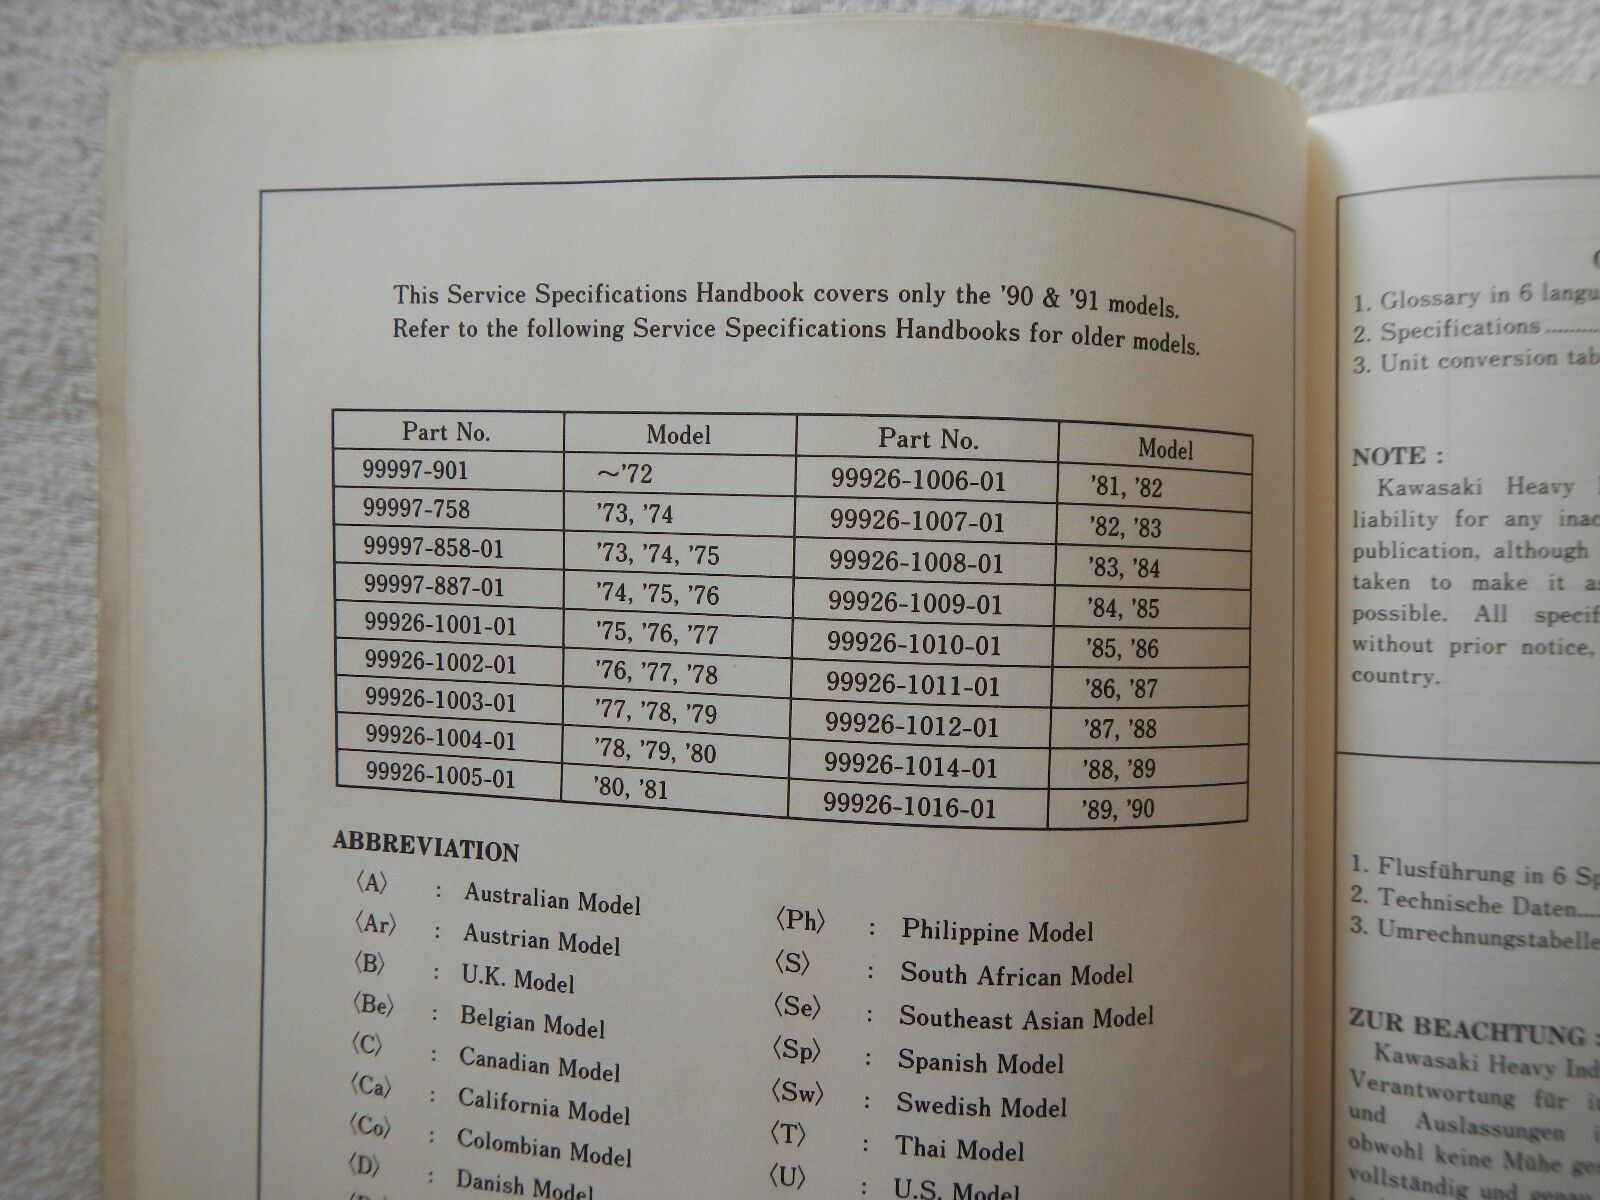 This Service Specifications Handbook covers only the '90 & '91 models.
Refer to the following Service Specifications Handbooks for older models.
Part No. Model Part No. Model
99997-901 ~'72 99926-1006-01 '81, '82
99997-758 '73, '74 99926-1007-01 '82, '83
99997-858-01 '73, '74, '75 99926-1008-01 '83, '84
99997-887-01 '74, '75, '76 99926-1009-01 '84, '85
99926-1001-01 '75, '76, '77 99926-1010-01 '85, '86
99926-1002-01 '76, '77, '78 99926-1011-01 '86, '87
99926-1003-01 '77, '78, '79 99926-1012-01 '87, '88
99926-1004-01 '78, '79, '80 99926-1014-01 '88, '89
99926-1005-01 '80, '81 99926-1016-01 '89, '90
ABBREVIATION
⟨A⟩ : Australian Model
⟨Ar⟩ : Austrian Model
⟨B⟩ : U.K. Model
⟨Be⟩ : Belgian Model
⟨C⟩ : Canadian Model
⟨Ca⟩ : California Model
⟨Co⟩ : Colombian Model
⟨D⟩ : Danish Model
⟨Ph⟩ : Philippine Model
⟨S⟩ : South African Model
⟨Se⟩ : Southeast Asian Model
⟨Sp⟩ : Spanish Model
⟨Sw⟩ : Swedish Model
⟨T⟩ : Thai Model
⟨U⟩ : U.S. Model
1. Glossary in 6
2. Specifications
3. Unit conversion
NOTE :
Kawasaki Heavy
liability for any
publication, although
taken to make it
possible. All
without prior notice,
country.
1. Flusführung in 6
2. Technische Daten
3. Umrechnungstabelle
ZUR BEACHTUNG :
Kawasaki Heavy
Verantwortung für
und Auslassungen
obwohl keine Mühe
vollständig und